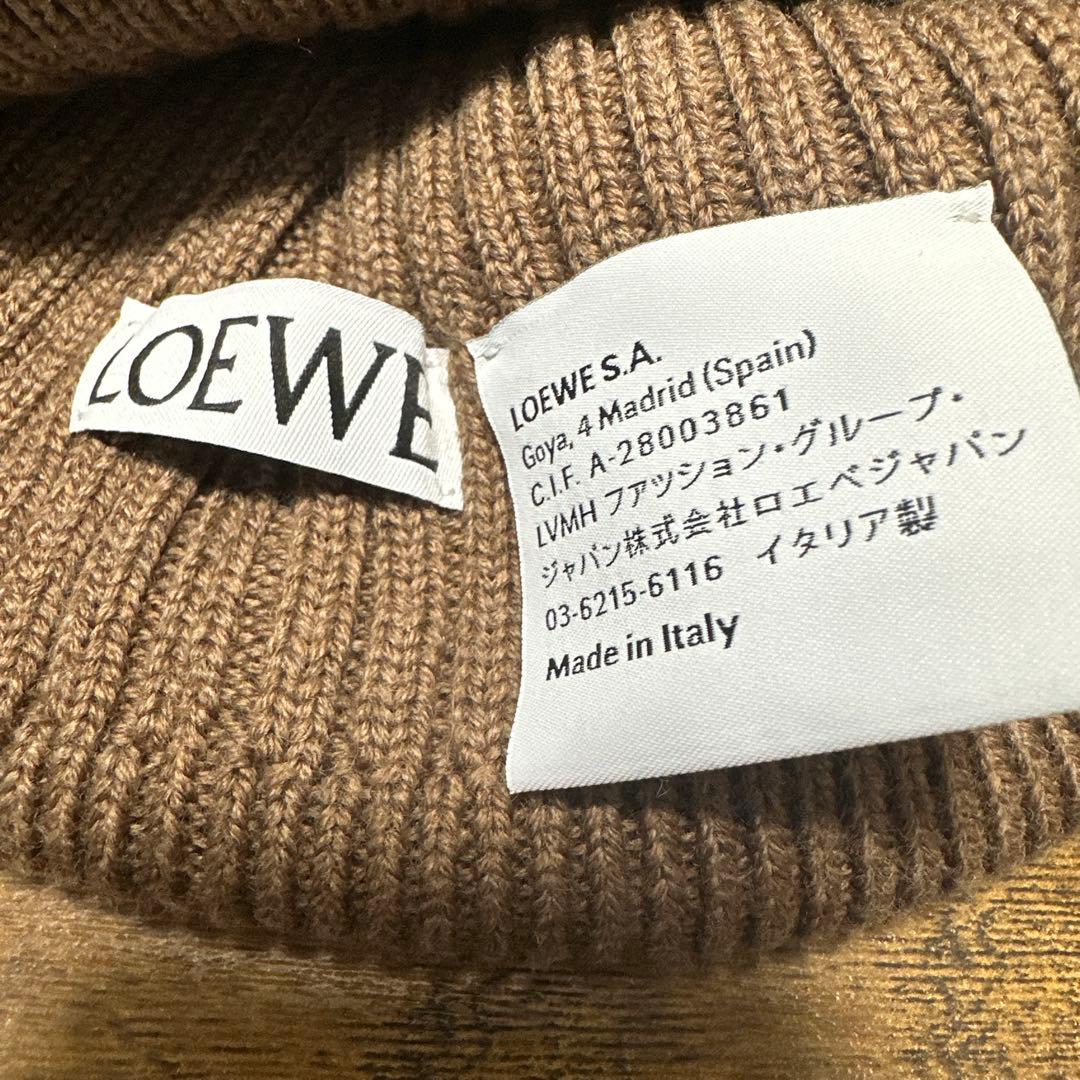 LOEWE
LOEWE S.A.
Goya, 4 Madrid (Spain)
C.I.F. A-28003861
LVMH ファッション・グループ・
ジャパン株式会社ロエベジャパン
03-6215-6116 イタリア製
Made in Italy